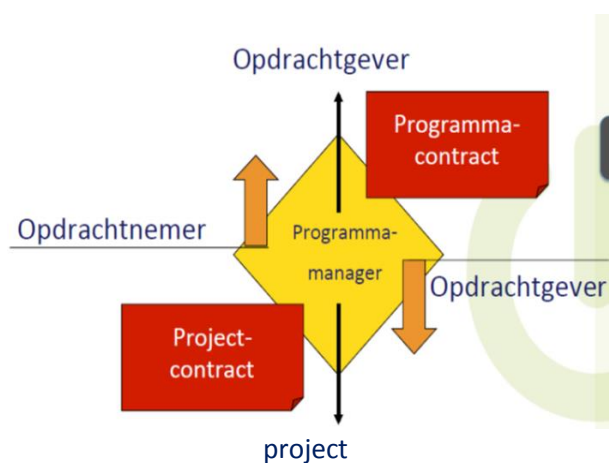 Opdrachtgever
Programma-
contract
Opdrachtnemer
Programma-
manager
Opdrachtgever
Project-
contract
project